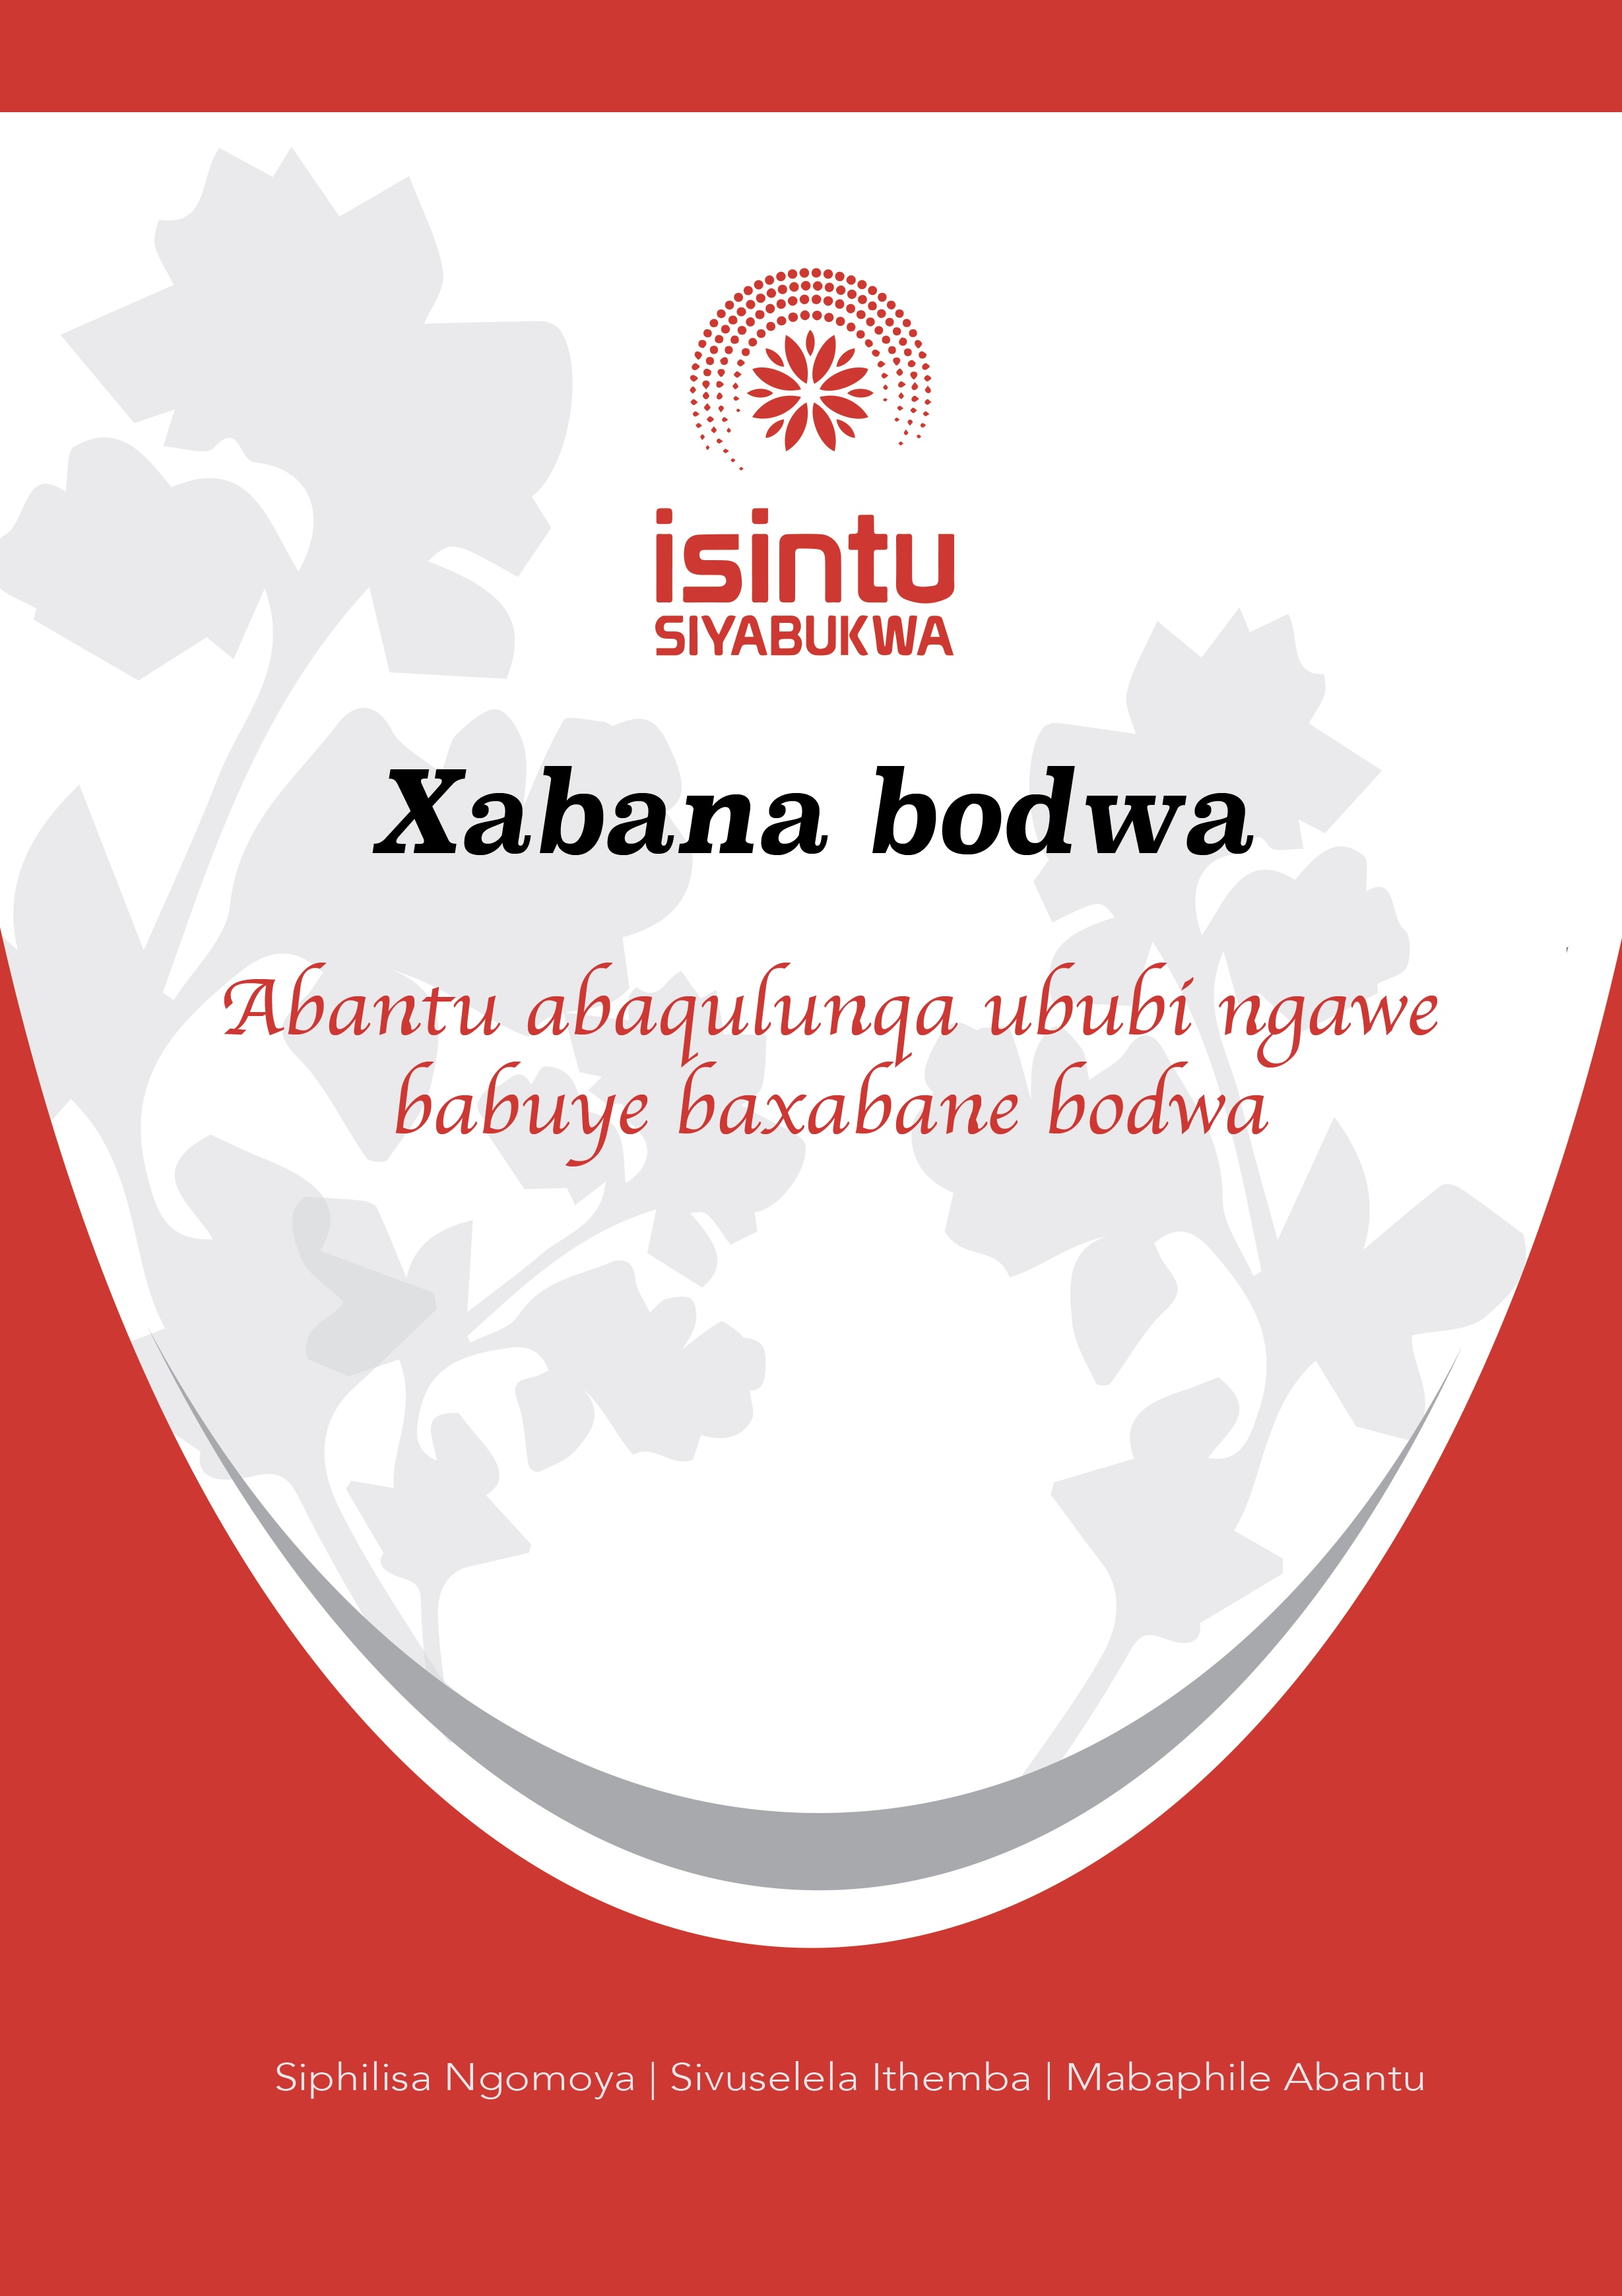 isintu
SIYABUKWA
Xabana bodwa
Abantu abaqulunqa ububi ngawe
babuye baxabane bodwa
Siphilisa Ngomoya | Sivuselela Ithemba | Mabaphile Abantu